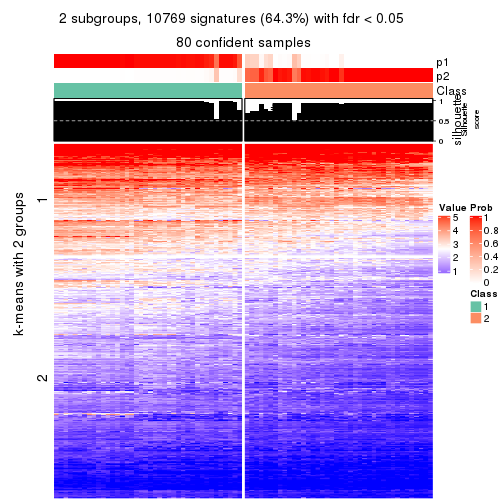 2 subgroups, 10769 signatures (64.3%) with fdr < 0.05
80 confident samples
p1
p2
Class
1
0.5
0
silhouette
Silhouette
score
k-means with 2 groups
1
2
Value
5
4
3
2
1
Prob
1
0.8
0.6
0.4
0.2
0
Class
1
2